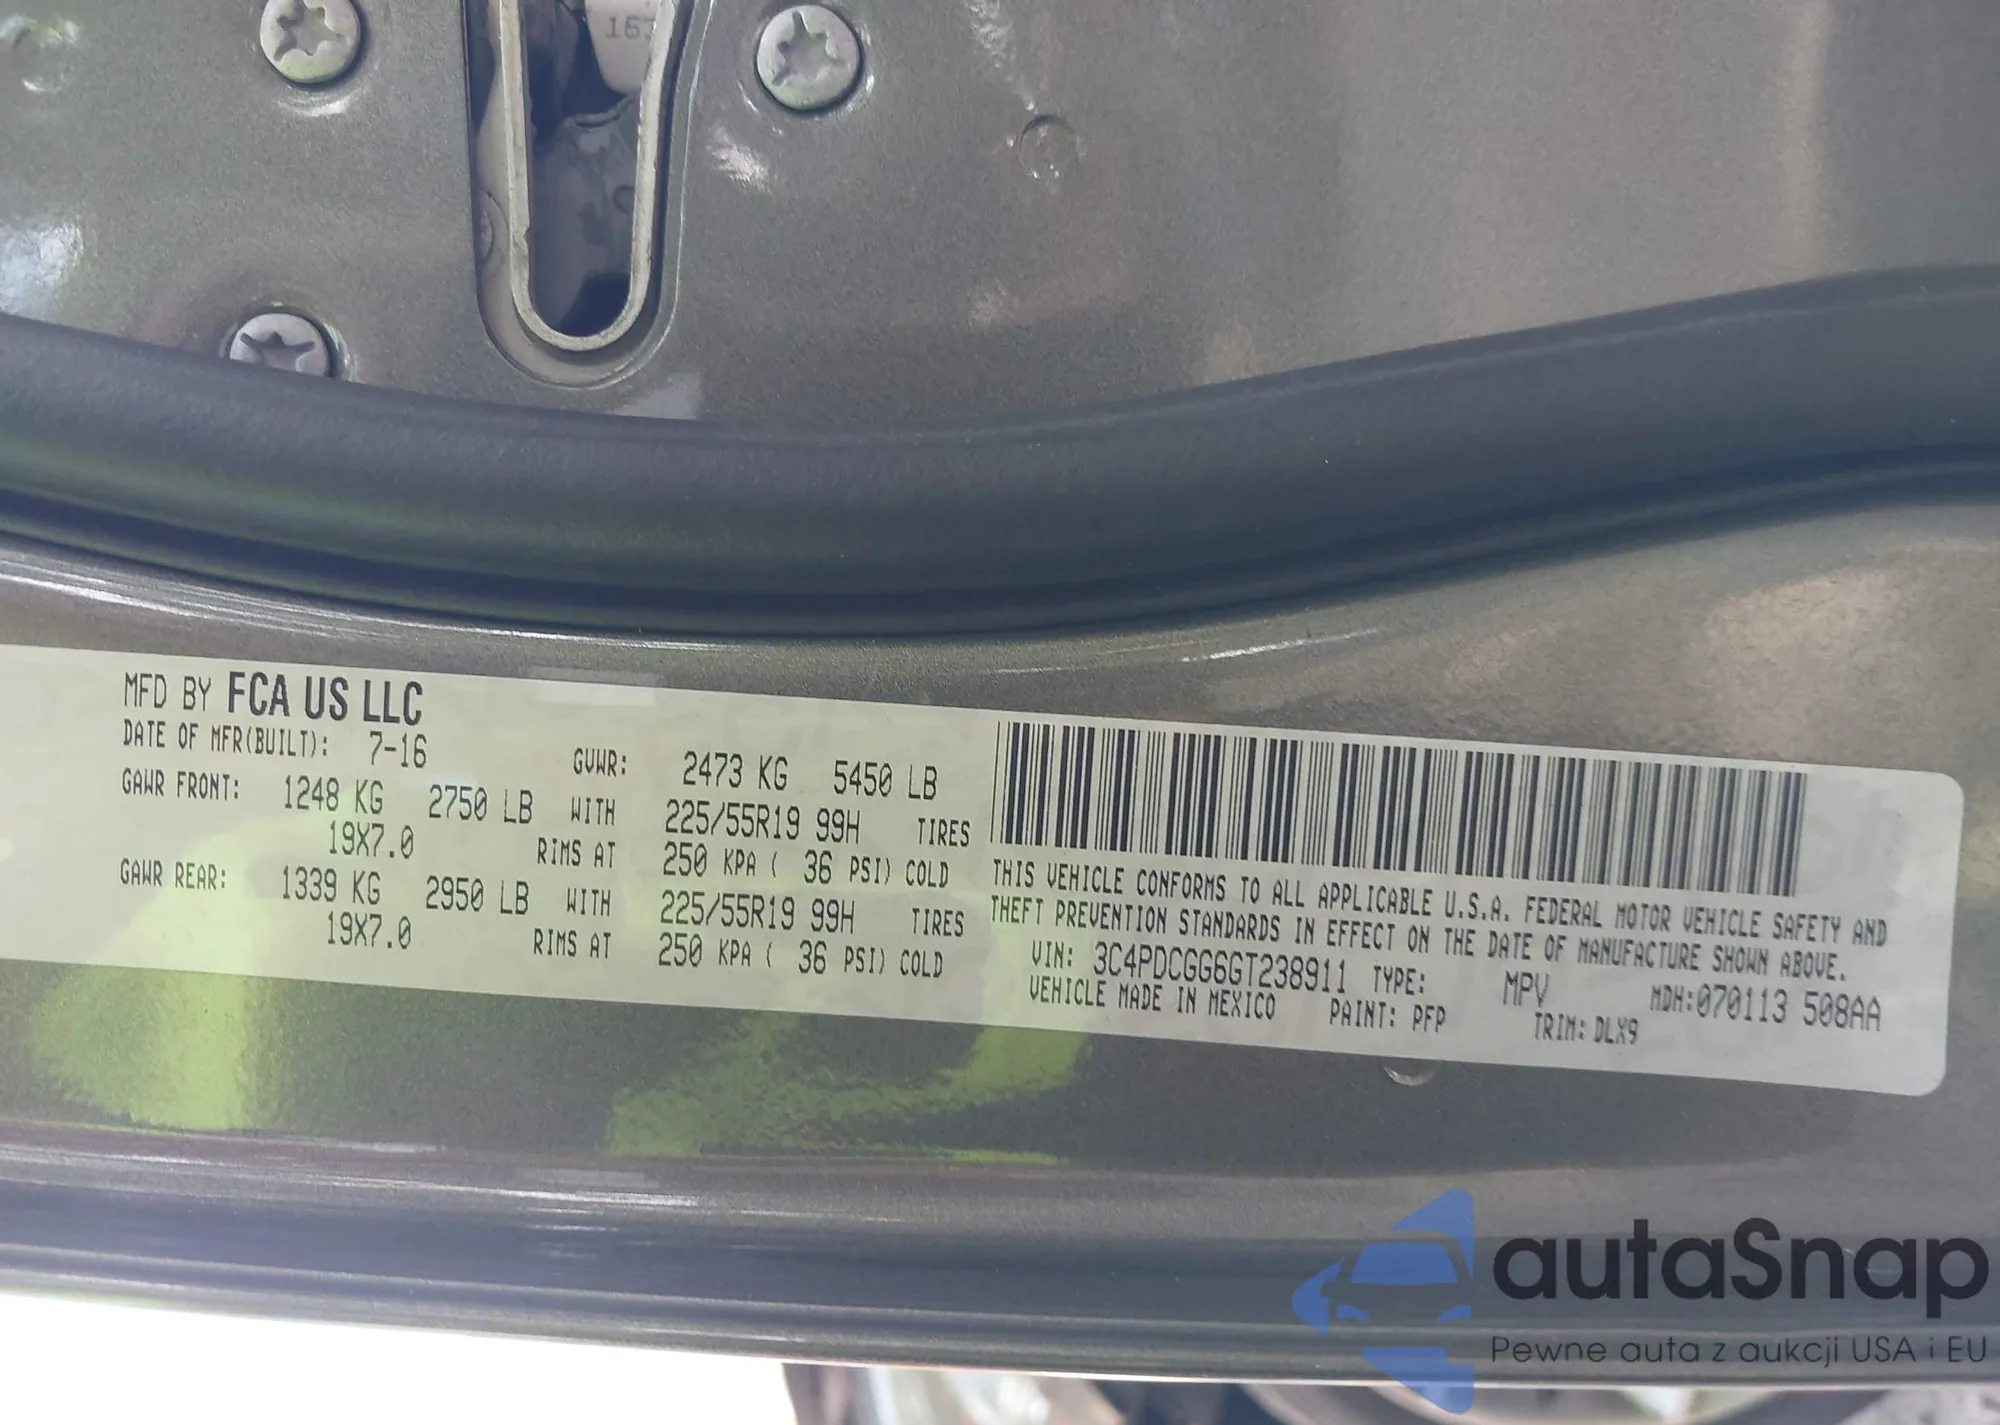 MFD BY FCA US LLC
DATE OF MFR(BUILT): 7-16 GVWR: 2473 KG 5450 LB
GAWR FRONT: 1248 KG 2750 LB WITH 225/55R19 99H TIRES
19X7.0 RIMS AT 250 KPA ( 36 PSI) COLD
GAWR REAR: 1339 KG 2950 LB WITH 225/55R19 99H TIRES
19X7.0 RIMS AT 250 KPA ( 36 PSI) COLD
THIS VEHICLE CONFORMS TO ALL APPLICABLE U.S.A. FEDERAL MOTOR VEHICLE SAFETY AND
THEFT PREVENTION STANDARDS IN EFFECT ON THE DATE OF MANUFACTURE SHOWN ABOVE.
VIN: 3C4PDCGG6GT238911 TYPE: MPV MDH:070113 508AA
VEHICLE MADE IN MEXICO PAINT: PFP TRIM: DLX9
autaSnap
Pewne auta z aukcji USA i EU